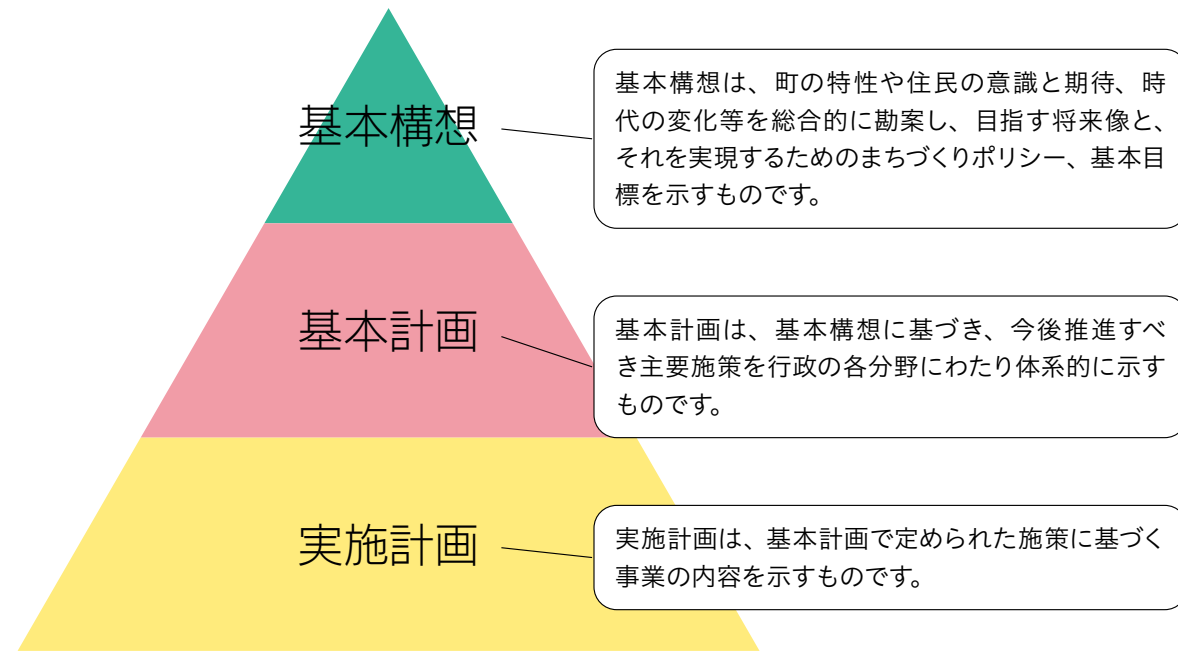 基本構想
基本構想は、町の特性や住民の意識と期待、時
代の変化等を総合的に勘案し、目指す将来像と、
それを実現するためのまちづくりポリシー、基本目
標を示すものです。
基本計画
基本計画は、基本構想に基づき、今後推進すべ
き主要施策を行政の各分野にわたり体系的に示す
ものです。
実施計画
実施計画は、基本計画で定められた施策に基づく
事業の内容を示すものです。